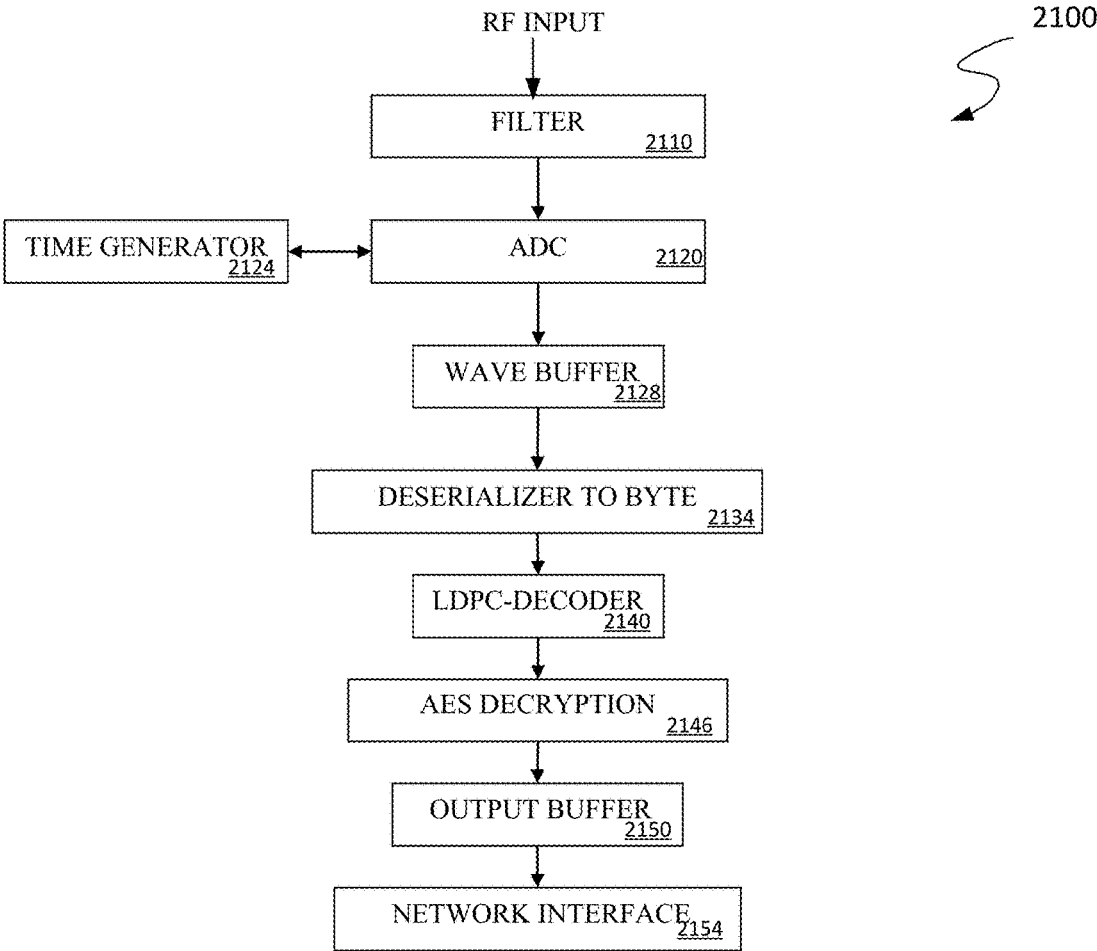 RF INPUT
2100
FILTER
2110
TIME GENERATOR
2124
ADC
2120
WAVE BUFFER
2128
DESERIALIZER TO BYTE
2134
LDPC-DECODER
2140
AES DECRYPTION
2146
OUTPUT BUFFER
2150
NETWORK INTERFACE
2154